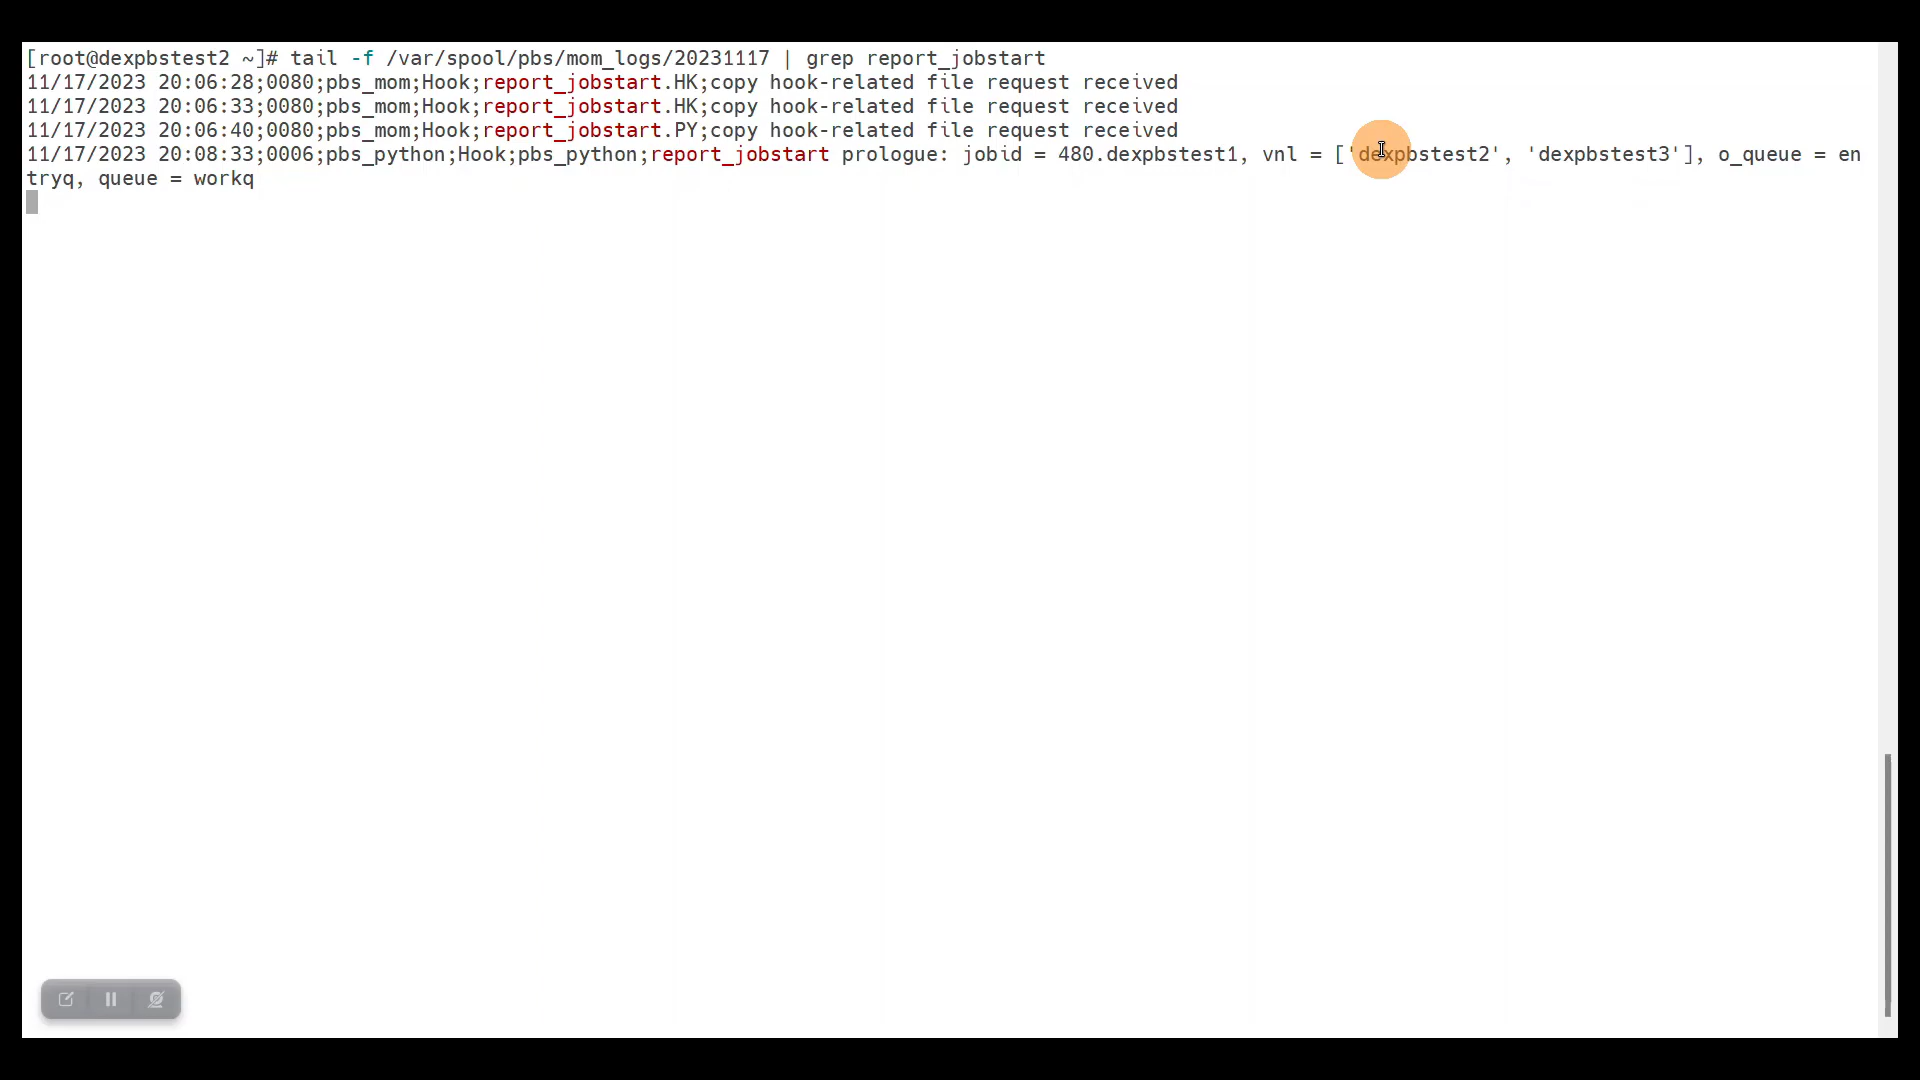 [root@dexpbstest2 ~]# tail -f /var/spool/pbs/mom_logs/20231117 | grep report_jobstart
11/17/2023 20:06:28;0080;pbs_mom;Hook;report_jobstart.HK;copy hook-related file request received
11/17/2023 20:06:33;0080;pbs_mom;Hook;report_jobstart.HK;copy hook-related file request received
11/17/2023 20:06:40;0080;pbs_mom;Hook;report_jobstart.PY;copy hook-related file request received
11/17/2023 20:08:33;0006;pbs_python;Hook;pbs_python;report_jobstart prologue: jobid = 480.dexpbstest1, vnl = ['dexpbstest2', 'dexpbstest3'], o_queue = en
tryq, queue = workq